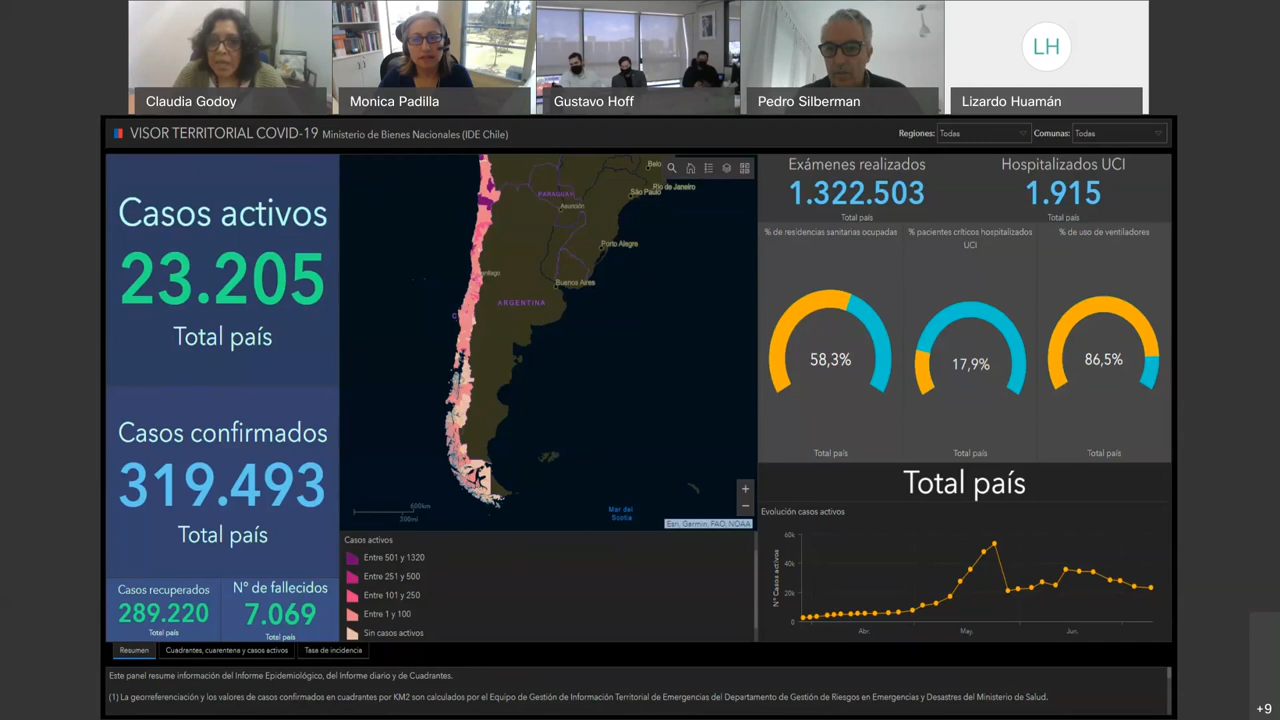 LH
Claudia Godoy
Monica Padilla
Gustavo Hoff
Pedro Silberman
Lizardo Huamán
VISOR TERRITORIAL COVID-19 Ministerio de Bienes Nacionales (IDE Chile)
Regiones: Todas
Comunas: Todas
Casos activos
23.205
Total país
Casos confirmados
319.493
Total país
Casos recuperados
289.220
Total país
N° de fallecidos
7.069
Total país
Belo
Rio de Janeiro
São Paulo
PARAGUAY
Asunción
Porto Alegre
Santiago
Buenos Aires
ARGENTINA
C
600km
300mi
Mar del
Scotia
Esri, Garmin, FAO, NOAA
+
−
Casos activos
Entre 501 y 1320
Entre 251 y 500
Entre 101 y 250
Entre 1 y 100
Sin casos activos
Exámenes realizados
1.322.503
Total país
Hospitalizados UCI
1.915
Total país
% de residencias sanitarias ocupadas
58,3%
Total país
% pacientes críticos hospitalizados
UCI
17,9%
Total país
% de uso de ventiladores
86,5%
Total país
Total país
Evolución casos activos
N° Casos activos
60k
40k
20k
0
Abr.
May.
Jun.
Resumen
Cuadrantes, cuarentena y casos activos
Tasa de incidencia
Este panel resume información del Informe Epidemiológico, del Informe diario y de Cuadrantes.
(1) La georreferenciación y los valores de casos confirmados en cuadrantes por KM2 son calculados por el Equipo de Gestión de Información Territorial de Emergencias del Departamento de Gestión de Riesgos en Emergencias y Desastres del Ministerio de Salud.
+9